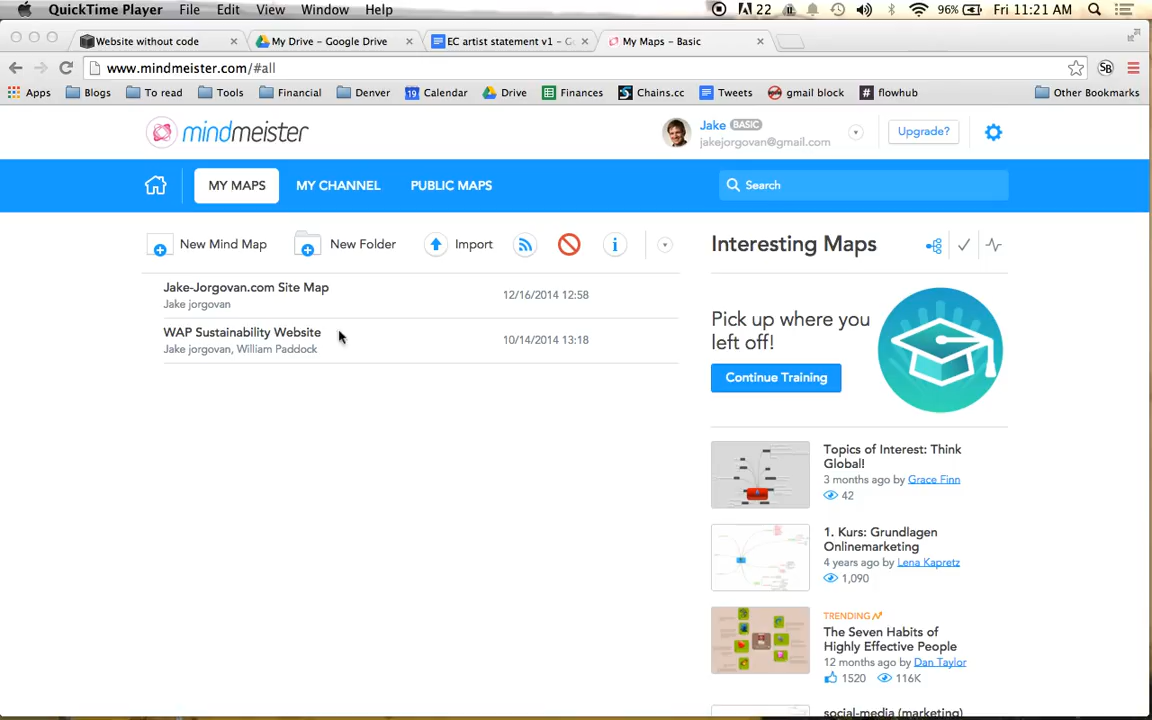 QuickTime Player File Edit View Window Help 22 96% Fri 11:21 AM
Website without code My Drive - Google Drive EC artist statement v1 - G My Maps - Basic
www.mindmeister.com/#all SB
Apps Blogs To read Tools Financial Denver 19 Calendar Drive Finances Chains.cc Tweets gmail block # flowhub Other Bookmarks
mindmeister
Jake BASIC
jakejorgovan@gmail.com
Upgrade?
MY MAPS MY CHANNEL PUBLIC MAPS Search
New Mind Map New Folder Import
Jake-Jorgovan.com Site Map
Jake jorgovan
12/16/2014 12:58
WAP Sustainability Website
Jake jorgovan, William Paddock
10/14/2014 13:18
Interesting Maps
Pick up where you
left off!
Continue Training
Topics of Interest: Think
Global!
3 months ago by Grace Finn
42
1. Kurs: Grundlagen
Onlinemarketing
4 years ago by Lena Kapretz
1,090
TRENDING
The Seven Habits of
Highly Effective People
12 months ago by Dan Taylor
1520 116K
social-media (marketing)